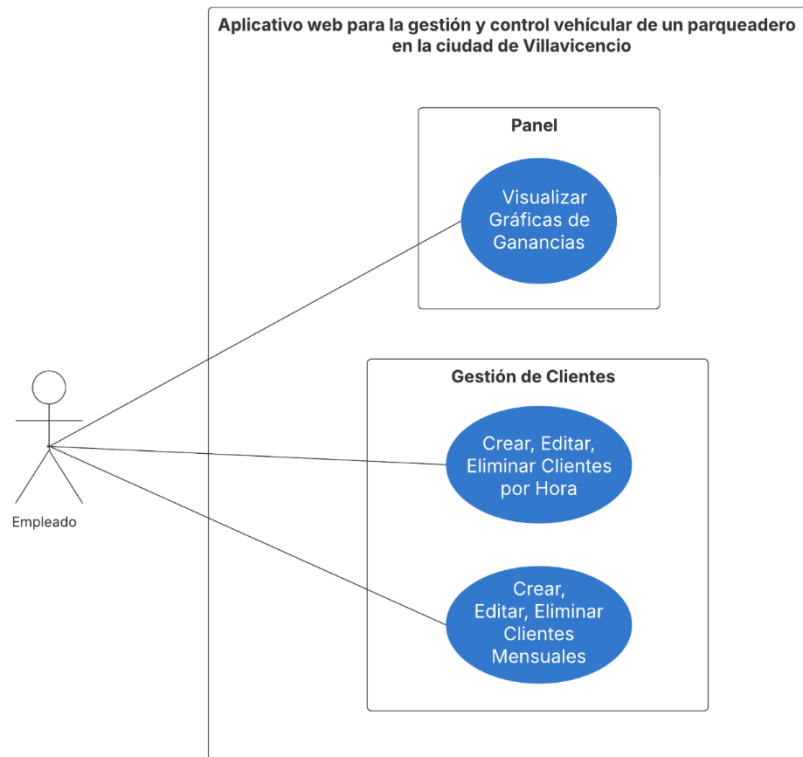 Aplicativo web para la gestión y control vehícular de un parqueadero
en la ciudad de Villavicencio
Panel
Visualizar
Gráficas de
Ganancias
Gestión de Clientes
Crear, Editar,
Eliminar Clientes
por Hora
Empleado
Crear,
Editar, Eliminar
Clientes
Mensuales